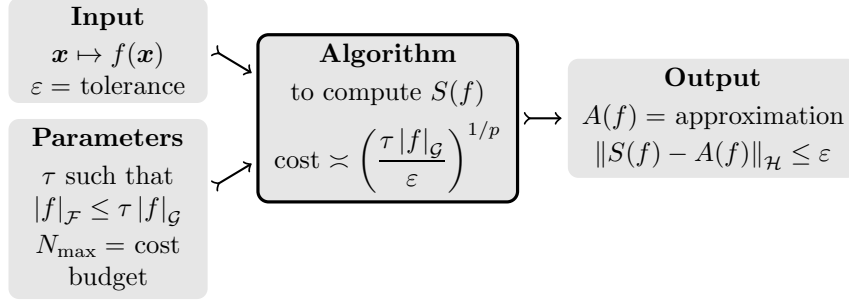 Input
𝒙 ↦ f(𝒙)
ε = tolerance
Parameters
τ such that
|f|_𝓕 ≤ τ |f|_𝓖
N_max = cost
budget
Algorithm
to compute S(f)
cost ≍ (τ |f|_𝓖 / ε)^{1/p}
Output
A(f) = approximation
‖S(f) − A(f)‖_𝓗 ≤ ε